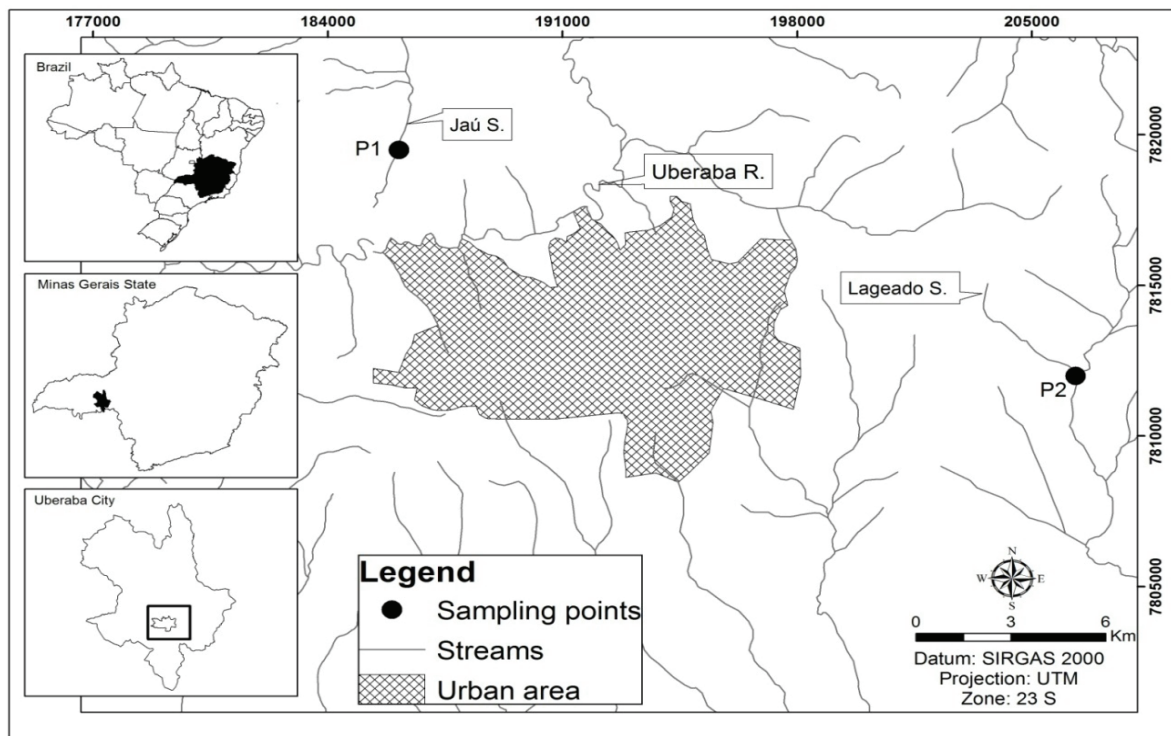 177000 184000 191000 198000 205000
Brazil
Jaú S.
P1
Uberaba R.
7820000
Minas Gerais State
Lageado S.
7815000
P2
7810000
Uberaba City
Legend
Sampling points
Streams
Urban area
N
W E
S
7805000
0 3 6
Km
Datum: SIRGAS 2000
Projection: UTM
Zone: 23 S